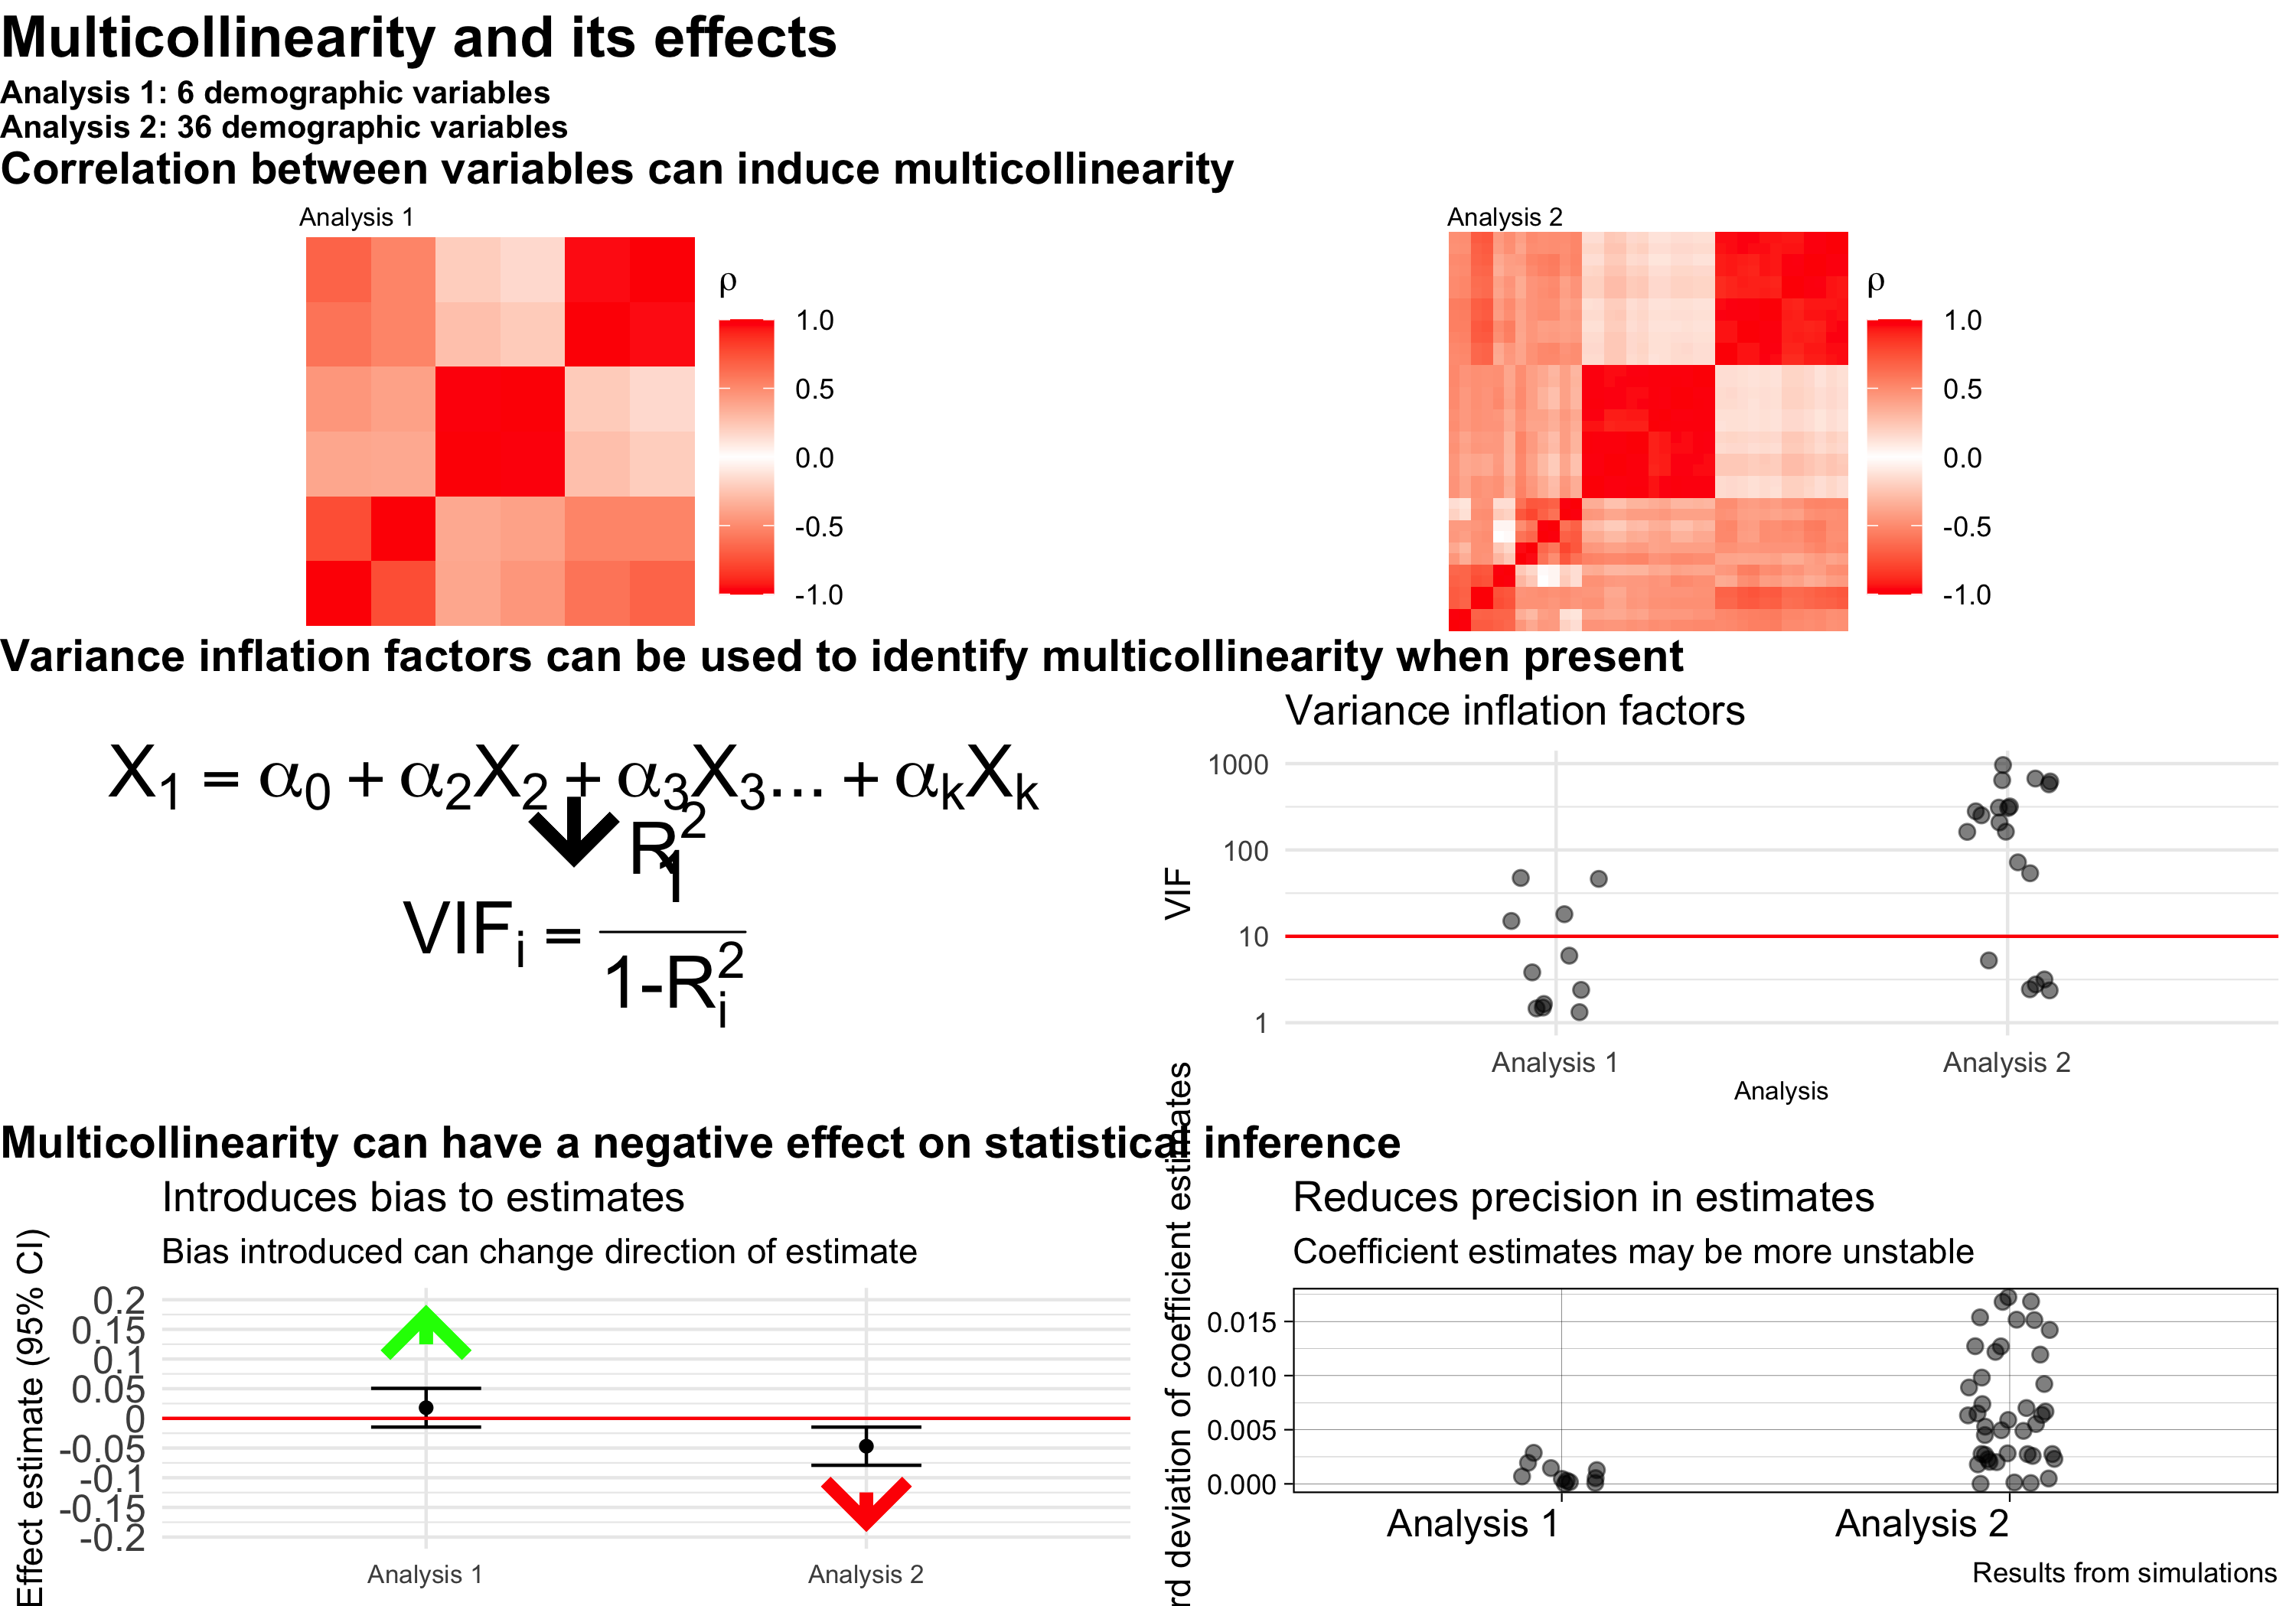 Multicollinearity and its effects
Analysis 1: 6 demographic variables
Analysis 2: 36 demographic variables
Correlation between variables can induce multicollinearity
Analysis 1
ρ
1.0
0.5
0.0
-0.5
-1.0
Analysis 2
ρ
1.0
0.5
0.0
-0.5
-1.0
Variance inflation factors can be used to identify multicollinearity when present
X₁ = α₀ + α₂X₂ + α₃X₃... + αₖXₖ
R²₁
VIFᵢ = 1/(1-Rᵢ²)
Variance inflation factors
VIF
1000
100
10
1
Analysis 1
Analysis 2
Analysis
Multicollinearity can have a negative effect on statistical inference
Introduces bias to estimates
Bias introduced can change direction of estimate
Effect estimate (95% CI)
0.2
0.15
0.1
0.05
0
-0.05
-0.1
-0.15
-0.2
Analysis 1
Analysis 2
Reduces precision in estimates
Coefficient estimates may be more unstable
rd deviation of coefficient estimates
0.015
0.010
0.005
0.000
Analysis 1
Analysis 2
Results from simulations